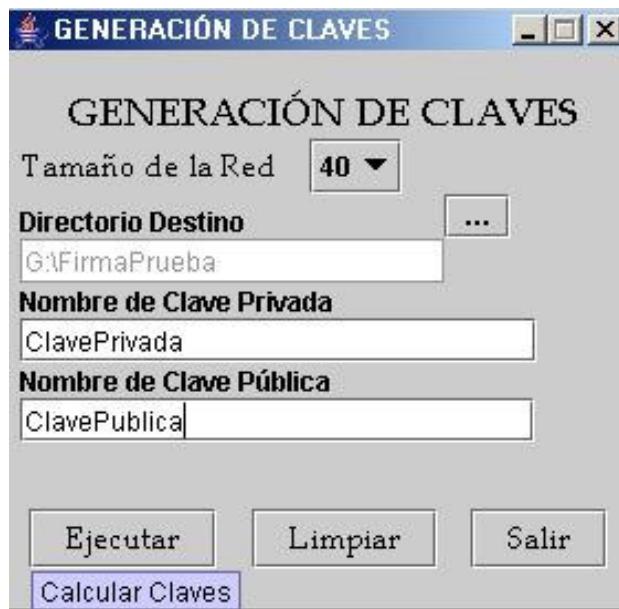 GENERACIÓN DE CLAVES
GENERACIÓN DE CLAVES
Tamaño de la Red 40
Directorio Destino ...
G:\FirmaPrueba
Nombre de Clave Privada
ClavePrivada
Nombre de Clave Pública
ClavePublica
Ejecutar Limpiar Salir
Calcular Claves